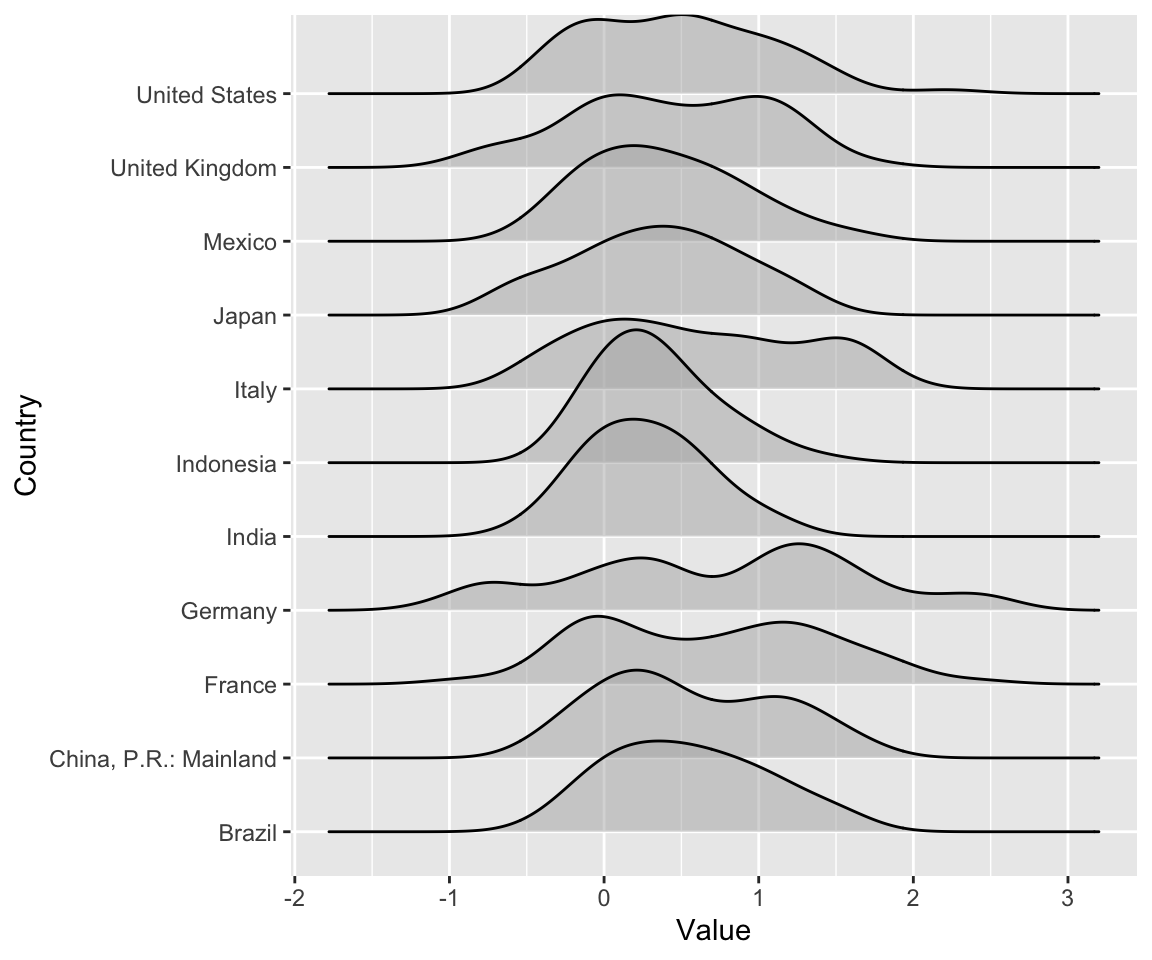 United States
United Kingdom
Mexico
Japan
Italy
Indonesia
India
Germany
France
China, P.R.: Mainland
Brazil
Country
-2 -1 0 1 2 3
Value